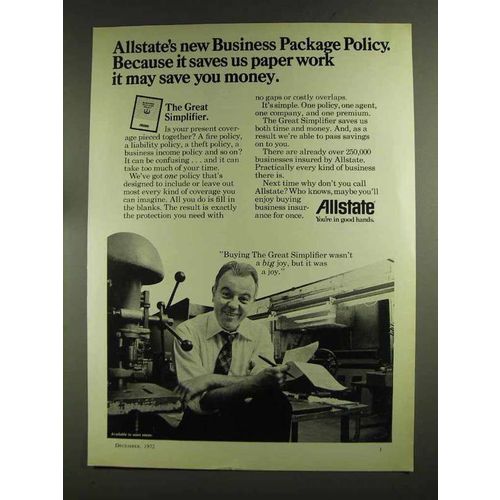 Allstate's new Business Package Policy.
Because it saves us paper work
it may save you money.
The Great
Simplifier.
Is your present cover-
age pieced together? A fire policy,
a liability policy, a theft policy, a
business income policy and so on?
It can be confusing . . . and it can
take too much of your time.
We've got one policy that's
designed to include or leave out
most every kind of coverage you
can imagine. All you do is fill in
the blanks. The result is exactly
the protection you need with
no gaps or costly overlaps.
It's simple. One policy, one agent,
one company, and one premium.
The Great Simplifier saves us
both time and money. And, as a
result we're able to pass savings
on to you.
There are already over 250,000
businesses insured by Allstate.
Practically every kind of business
there is.
Next time why don't you call
Allstate? Who knows, maybe you'll
enjoy buying
business insur-
ance for once.
Allstate
You're in good hands.
"Buying The Great Simplifier wasn't
a big joy, but it was
a joy."
Available in most states.
December, 1972
1